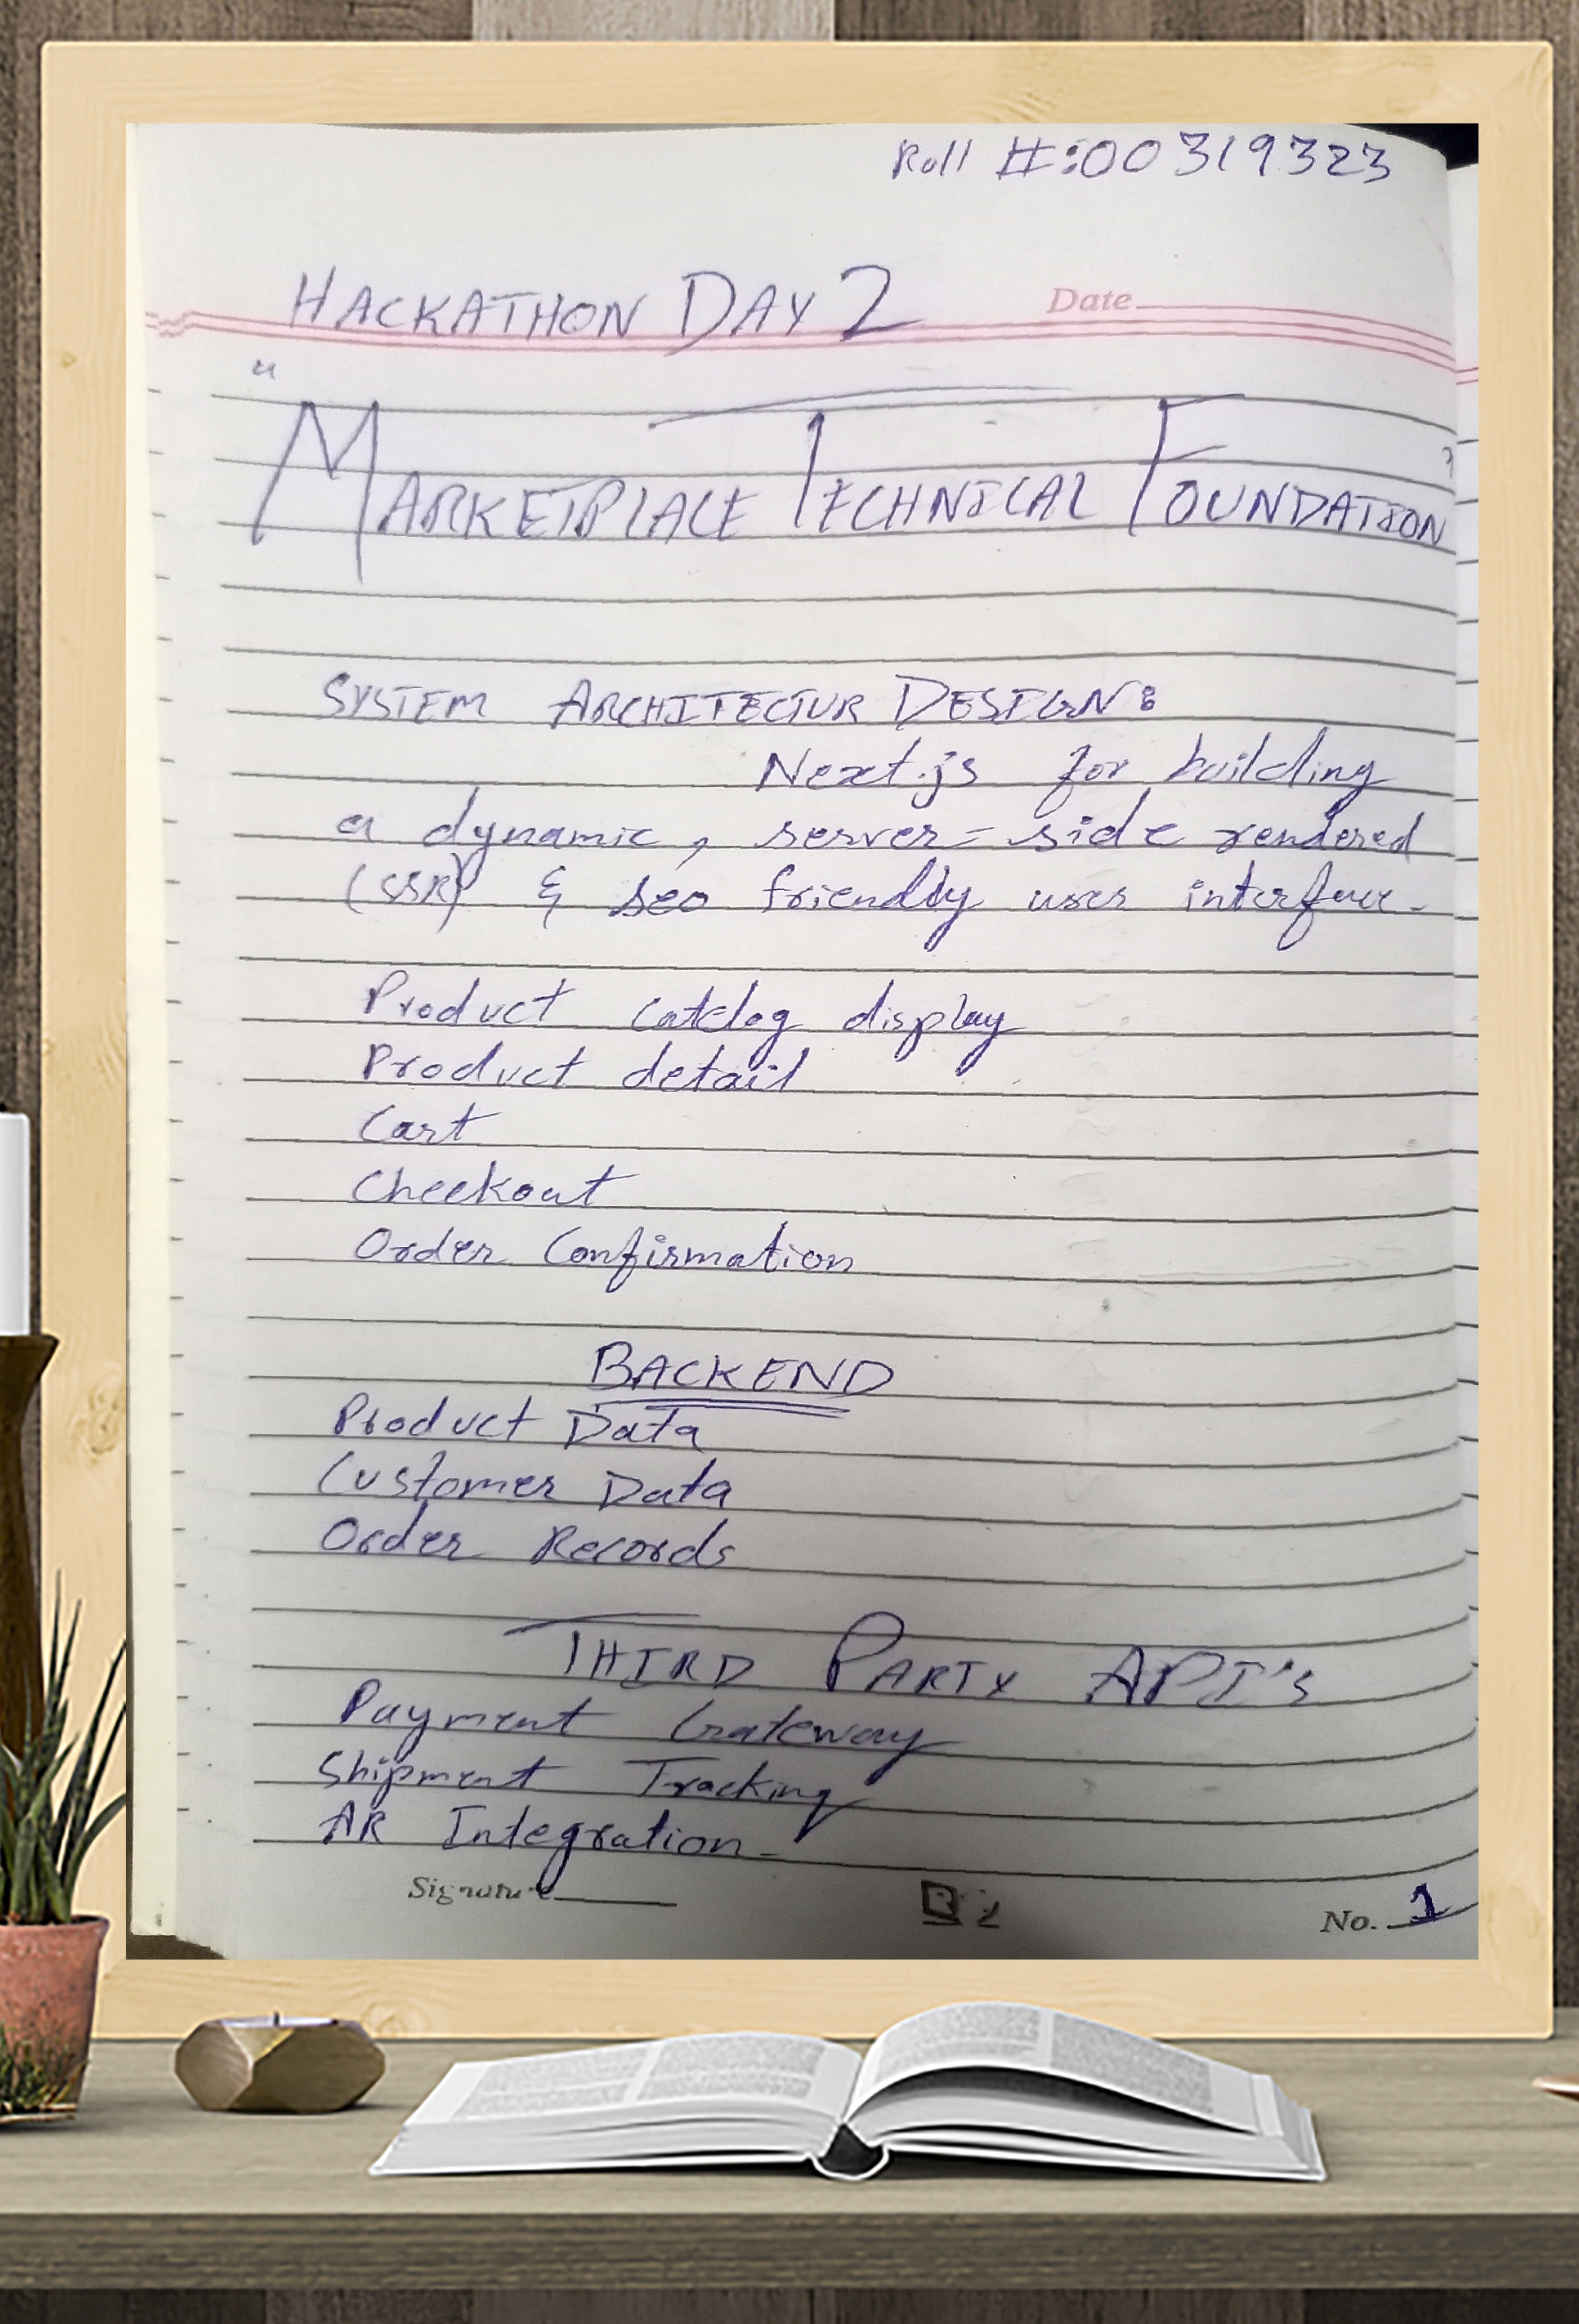 Roll #:00319323
HACKATHON DAY 2
Date
"MARKETPLACE TECHNICAL FOUNDATION"
SYSTEM ARCHITECTUR DESIGN:
Next.js for building
a dynamic, server-side rendered
(SSR) & seo friendly user interface.
Product catalog display
Product detail
Cart
Checkout
Order Confirmation
BACKEND
Product Data
Customer Data
Order Records
THIRD PARTY API's
Payment Gateway
Shipment Tracking
AR Integration.
Signature
No. 1